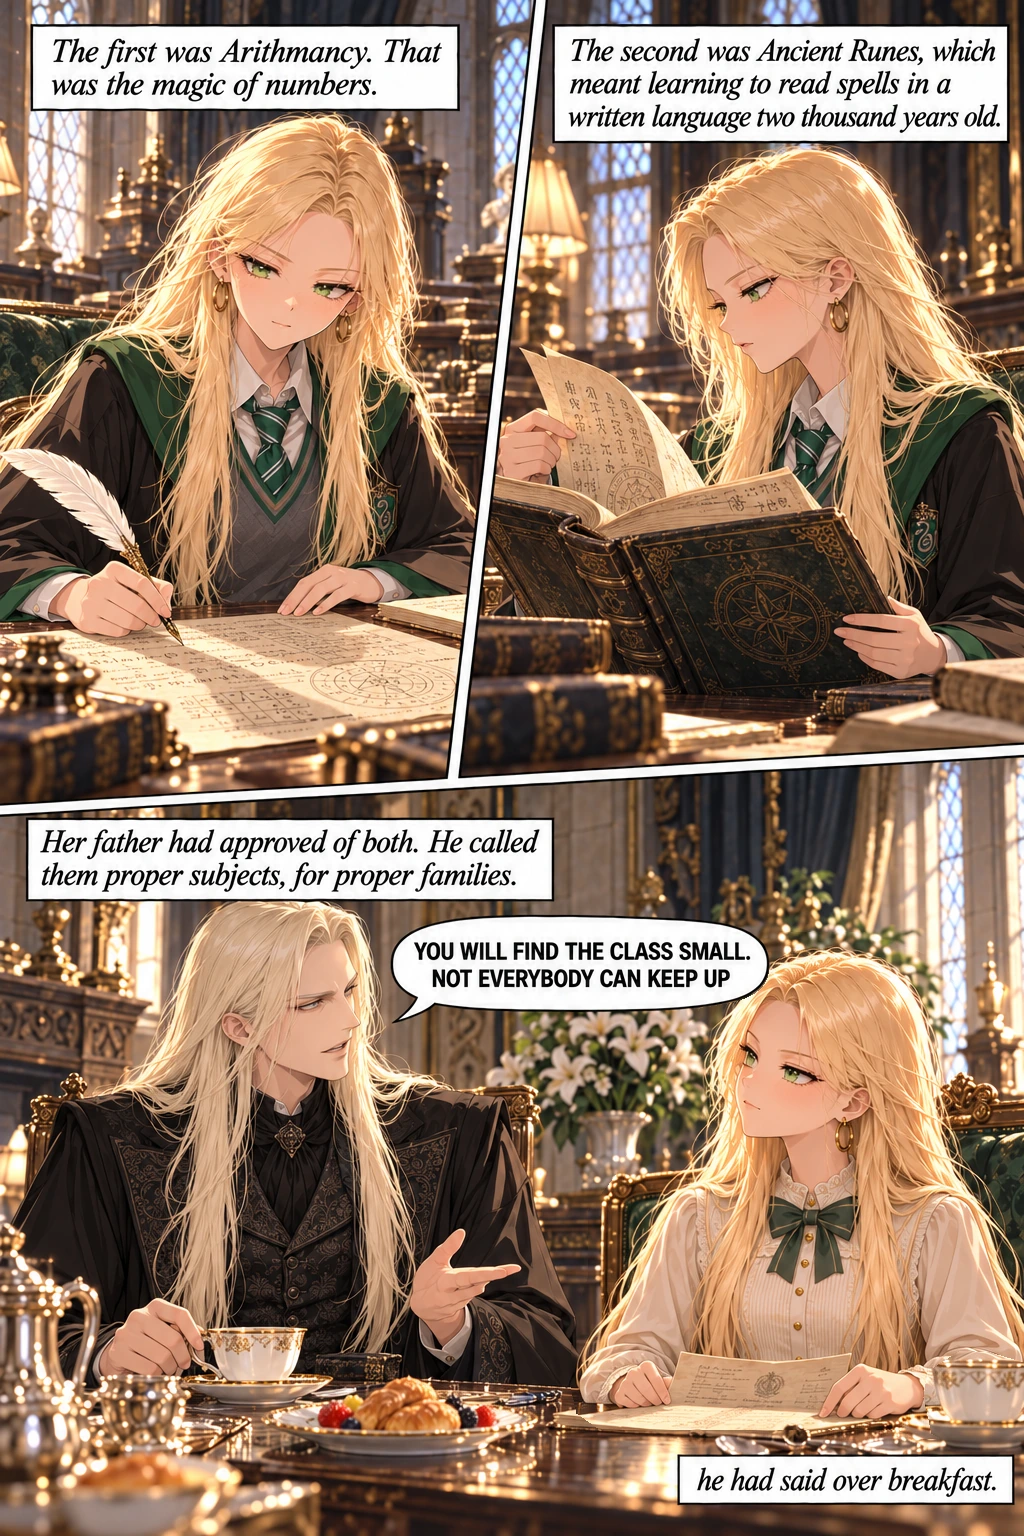 The first was Arithmancy. That
was the magic of numbers.
The second was Ancient Runes, which
meant learning to read spells in a
written language two thousand years old.
Her father had approved of both. He called
them proper subjects, for proper families.
YOU WILL FIND THE CLASS SMALL.
NOT EVERYBODY CAN KEEP UP
he had said over breakfast.